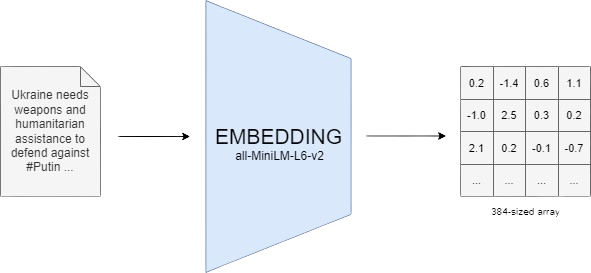 Ukraine needs
weapons and
humanitarian
assistance to
defend against
#Putin ...
EMBEDDING
all-MiniLM-L6-v2
0.2 -1.4 0.6 1.1
-1.0 2.5 0.3 0.2
2.1 0.2 -0.1 -0.7
... ... ... ...
384-sized array